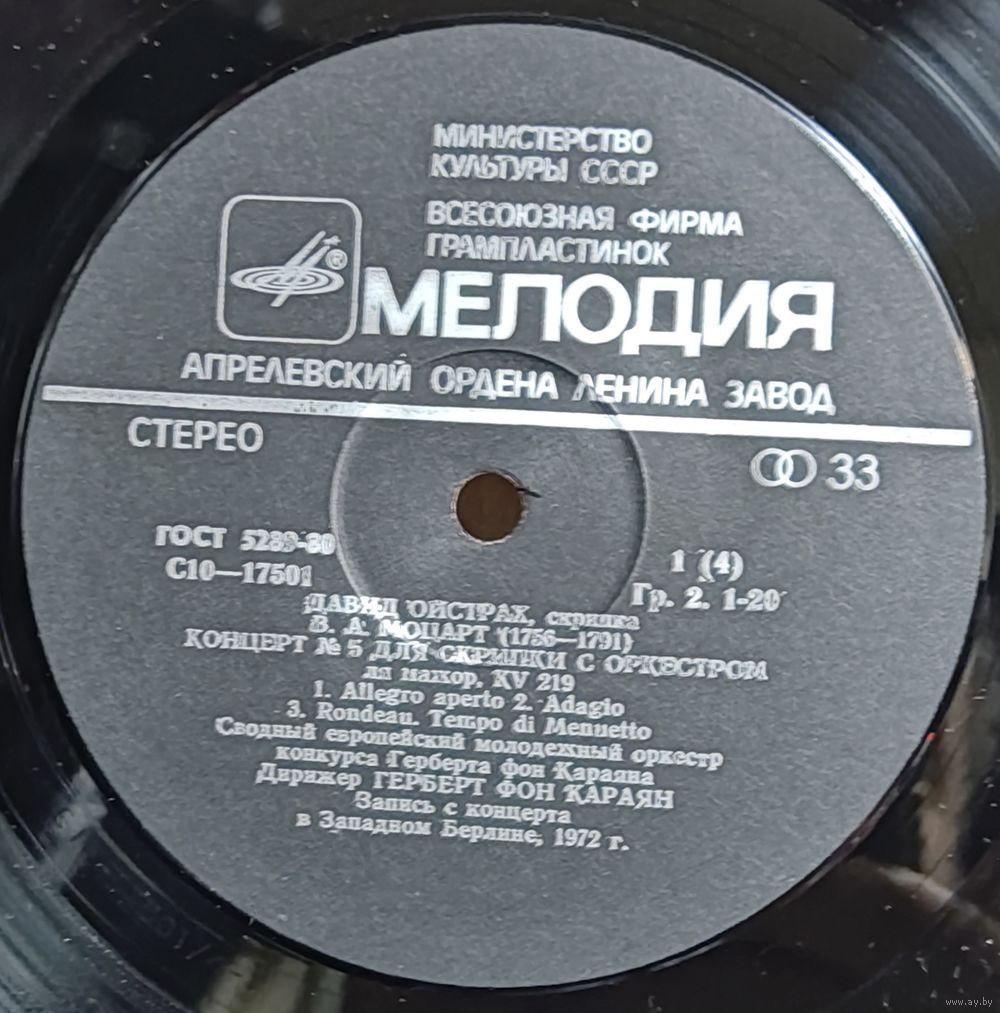 МИНИСТЕРСТВО
КУЛЬТУРЫ СССР
ВСЕСОЮЗНАЯ ФИРМА
ГРАМПЛАСТИНОК
®
МЕЛОДИЯ
АПРЕЛЕВСКИЙ ОРДЕНА ЛЕНИНА ЗАВОД
СТЕРЕО
33
ГОСТ 5289-80
С10—17501
1 (4)
Гр. 2. 1-20
ДАВИД ОЙСТРАХ, скрипка
В. А. МОЦАРТ (1756—1791)
КОНЦЕРТ № 5 ДЛЯ СКРИПКИ С ОРКЕСТРОМ
ля мажор, KV 219
1. Allegro aperto 2. Adagio
3. Rondeau. Tempo di Menuetto
Сводный европейский молодежный оркестр
конкурса Герберта фон Караяна
Дирижер ГЕРБЕРТ ФОН КАРАЯН
Запись с концерта
в Западном Берлине, 1972 г.
www.ay.by